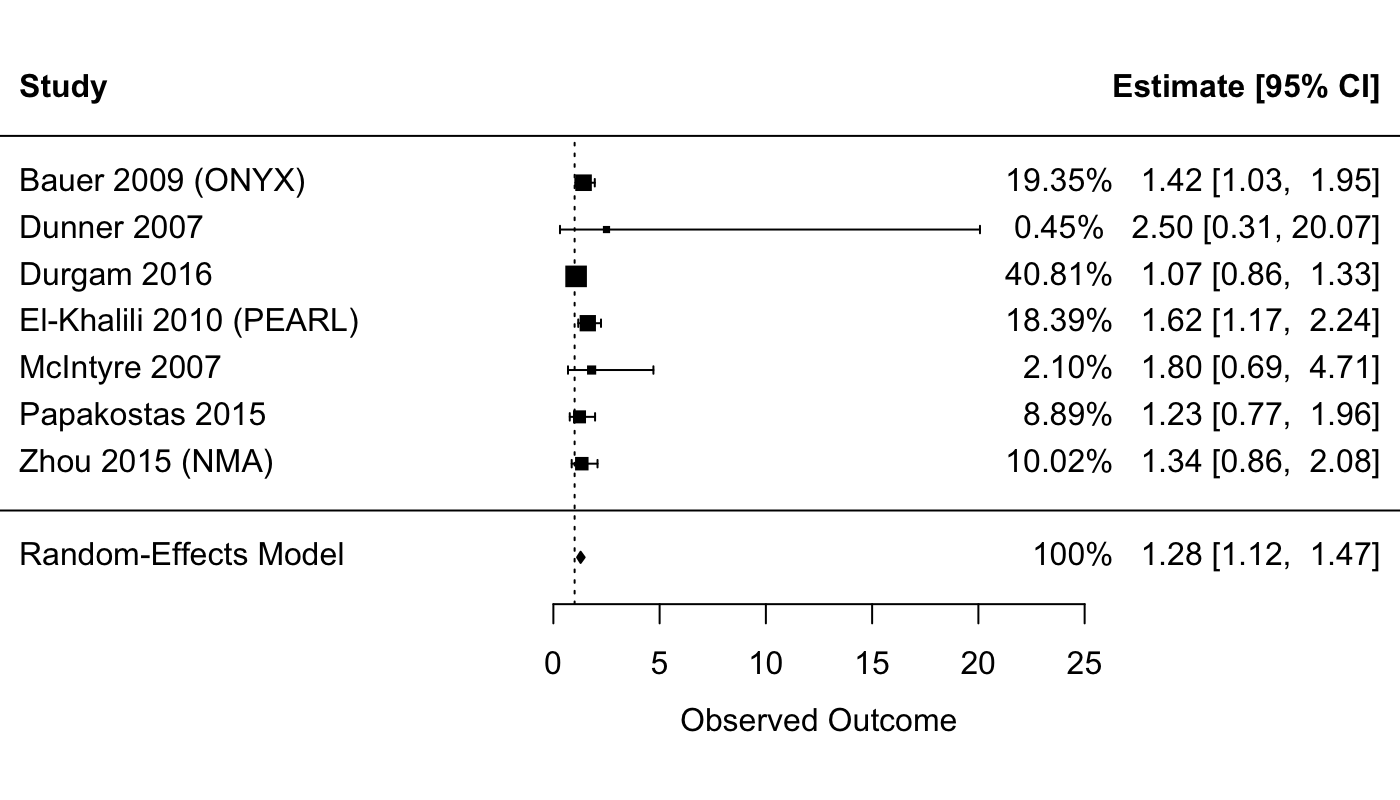 Study Estimate [95% CI]
Bauer 2009 (ONYX) 19.35% 1.42 [1.03, 1.95]
Dunner 2007 0.45% 2.50 [0.31, 20.07]
Durgam 2016 40.81% 1.07 [0.86, 1.33]
El-Khalili 2010 (PEARL) 18.39% 1.62 [1.17, 2.24]
McIntyre 2007 2.10% 1.80 [0.69, 4.71]
Papakostas 2015 8.89% 1.23 [0.77, 1.96]
Zhou 2015 (NMA) 10.02% 1.34 [0.86, 2.08]
Random-Effects Model 100% 1.28 [1.12, 1.47]
0 5 10 15 20 25
Observed Outcome